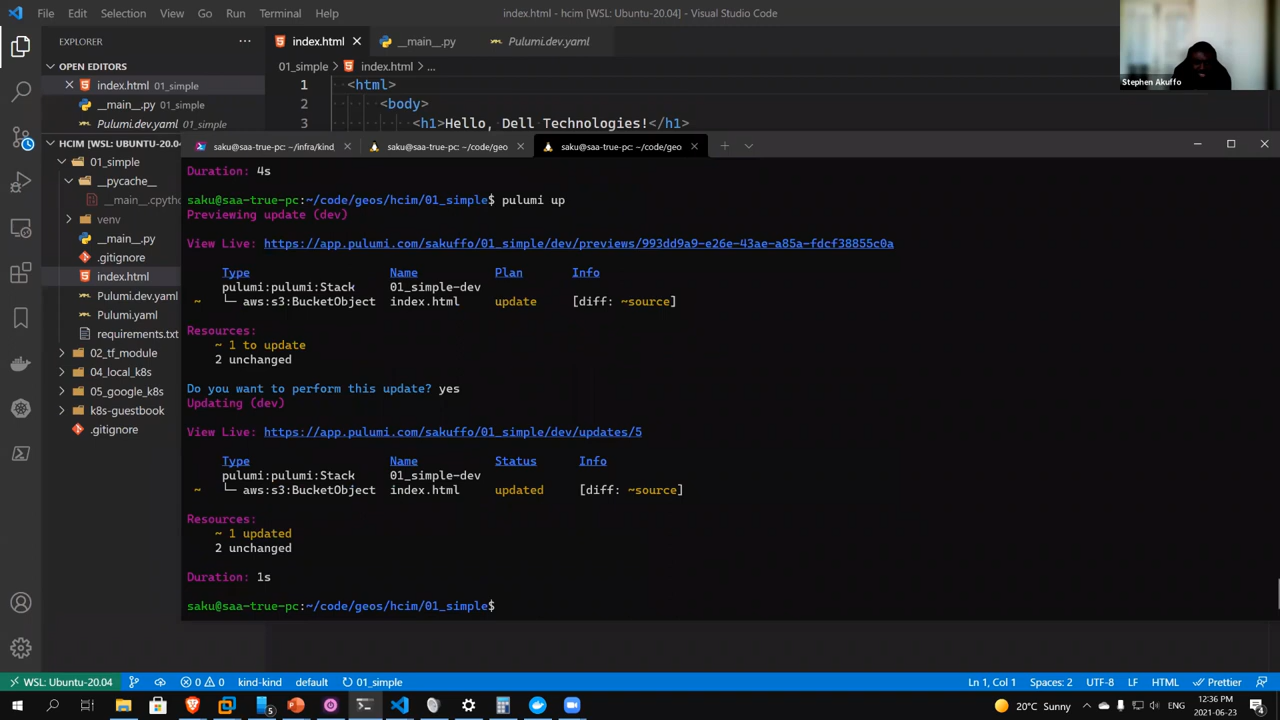 File Edit Selection View Go Run Terminal Help
index.html - hcim [WSL: Ubuntu-20.04] - Visual Studio Code
EXPLORER ···
index.html × __main__.py Pulumi.dev.yaml
OPEN EDITORS
01_simple > index.html > ...
× index.html 01_simple
__main__.py 01_simple
Pulumi.dev.yaml 01_simple
1 <html>
2 <body>
3 <h1>Hello, Dell Technologies!</h1>
Stephen Akuffo
HCIM [WSL: UBUNTU-20.04]
01_simple
__pycache__
__main__.cpyth
venv
__main__.py
.gitignore
index.html
Pulumi.dev.yaml
Pulumi.yaml
requirements.txt
02_tf_module
04_local_k8s
05_google_k8s
k8s-guestbook
.gitignore
saku@saa-true-pc: ~/infra/kind × saku@saa-true-pc: ~/code/geo × saku@saa-true-pc: ~/code/geo × +
Duration: 4s
saku@saa-true-pc:~/code/geos/hcim/01_simple$ pulumi up
Previewing update (dev)
View Live: https://app.pulumi.com/sakuffo/01_simple/dev/previews/993dd9a9-e26e-43ae-a85a-fdcf38855c0a
Type Name Plan Info
pulumi:pulumi:Stack 01_simple-dev
~ └─ aws:s3:BucketObject index.html update [diff: ~source]
Resources:
~ 1 to update
2 unchanged
Do you want to perform this update? yes
Updating (dev)
View Live: https://app.pulumi.com/sakuffo/01_simple/dev/updates/5
Type Name Status Info
pulumi:pulumi:Stack 01_simple-dev
~ └─ aws:s3:BucketObject index.html updated [diff: ~source]
Resources:
~ 1 updated
2 unchanged
Duration: 1s
saku@saa-true-pc:~/code/geos/hcim/01_simple$
WSL: Ubuntu-20.04 0 0 kind-kind default 01_simple Ln 1, Col 1 Spaces: 2 UTF-8 LF HTML Prettier
5 20°C Sunny 12:36 PM
2021-06-23 4